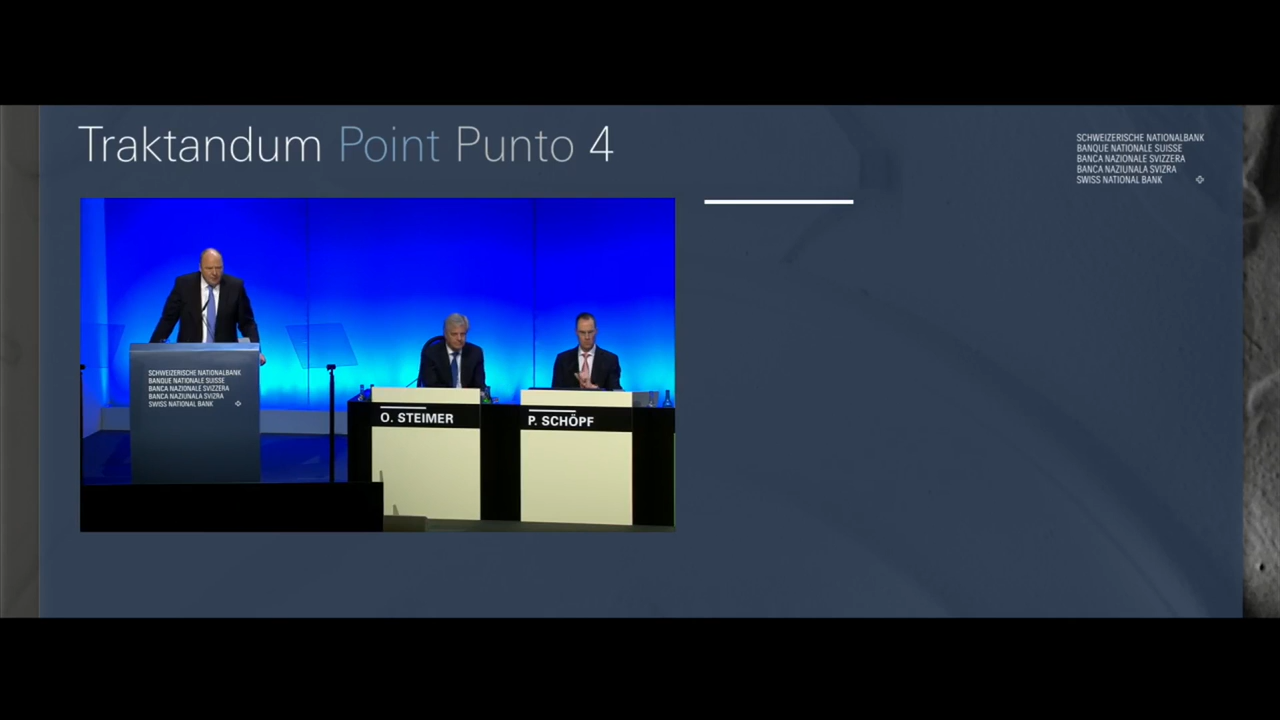 Traktandum Point Punto 4
SCHWEIZERISCHE NATIONALBANK
BANQUE NATIONALE SUISSE
BANCA NAZIONALE SVIZZERA
BANCA NAZIUNALA SVIZRA
SWISS NATIONAL BANK
SCHWEIZERISCHE NATIONALBANK
BANQUE NATIONALE SUISSE
BANCA NAZIONALE SVIZZERA
BANCA NAZIUNALA SVIZRA
SWISS NATIONAL BANK
O. STEIMER
P. SCHÖPF